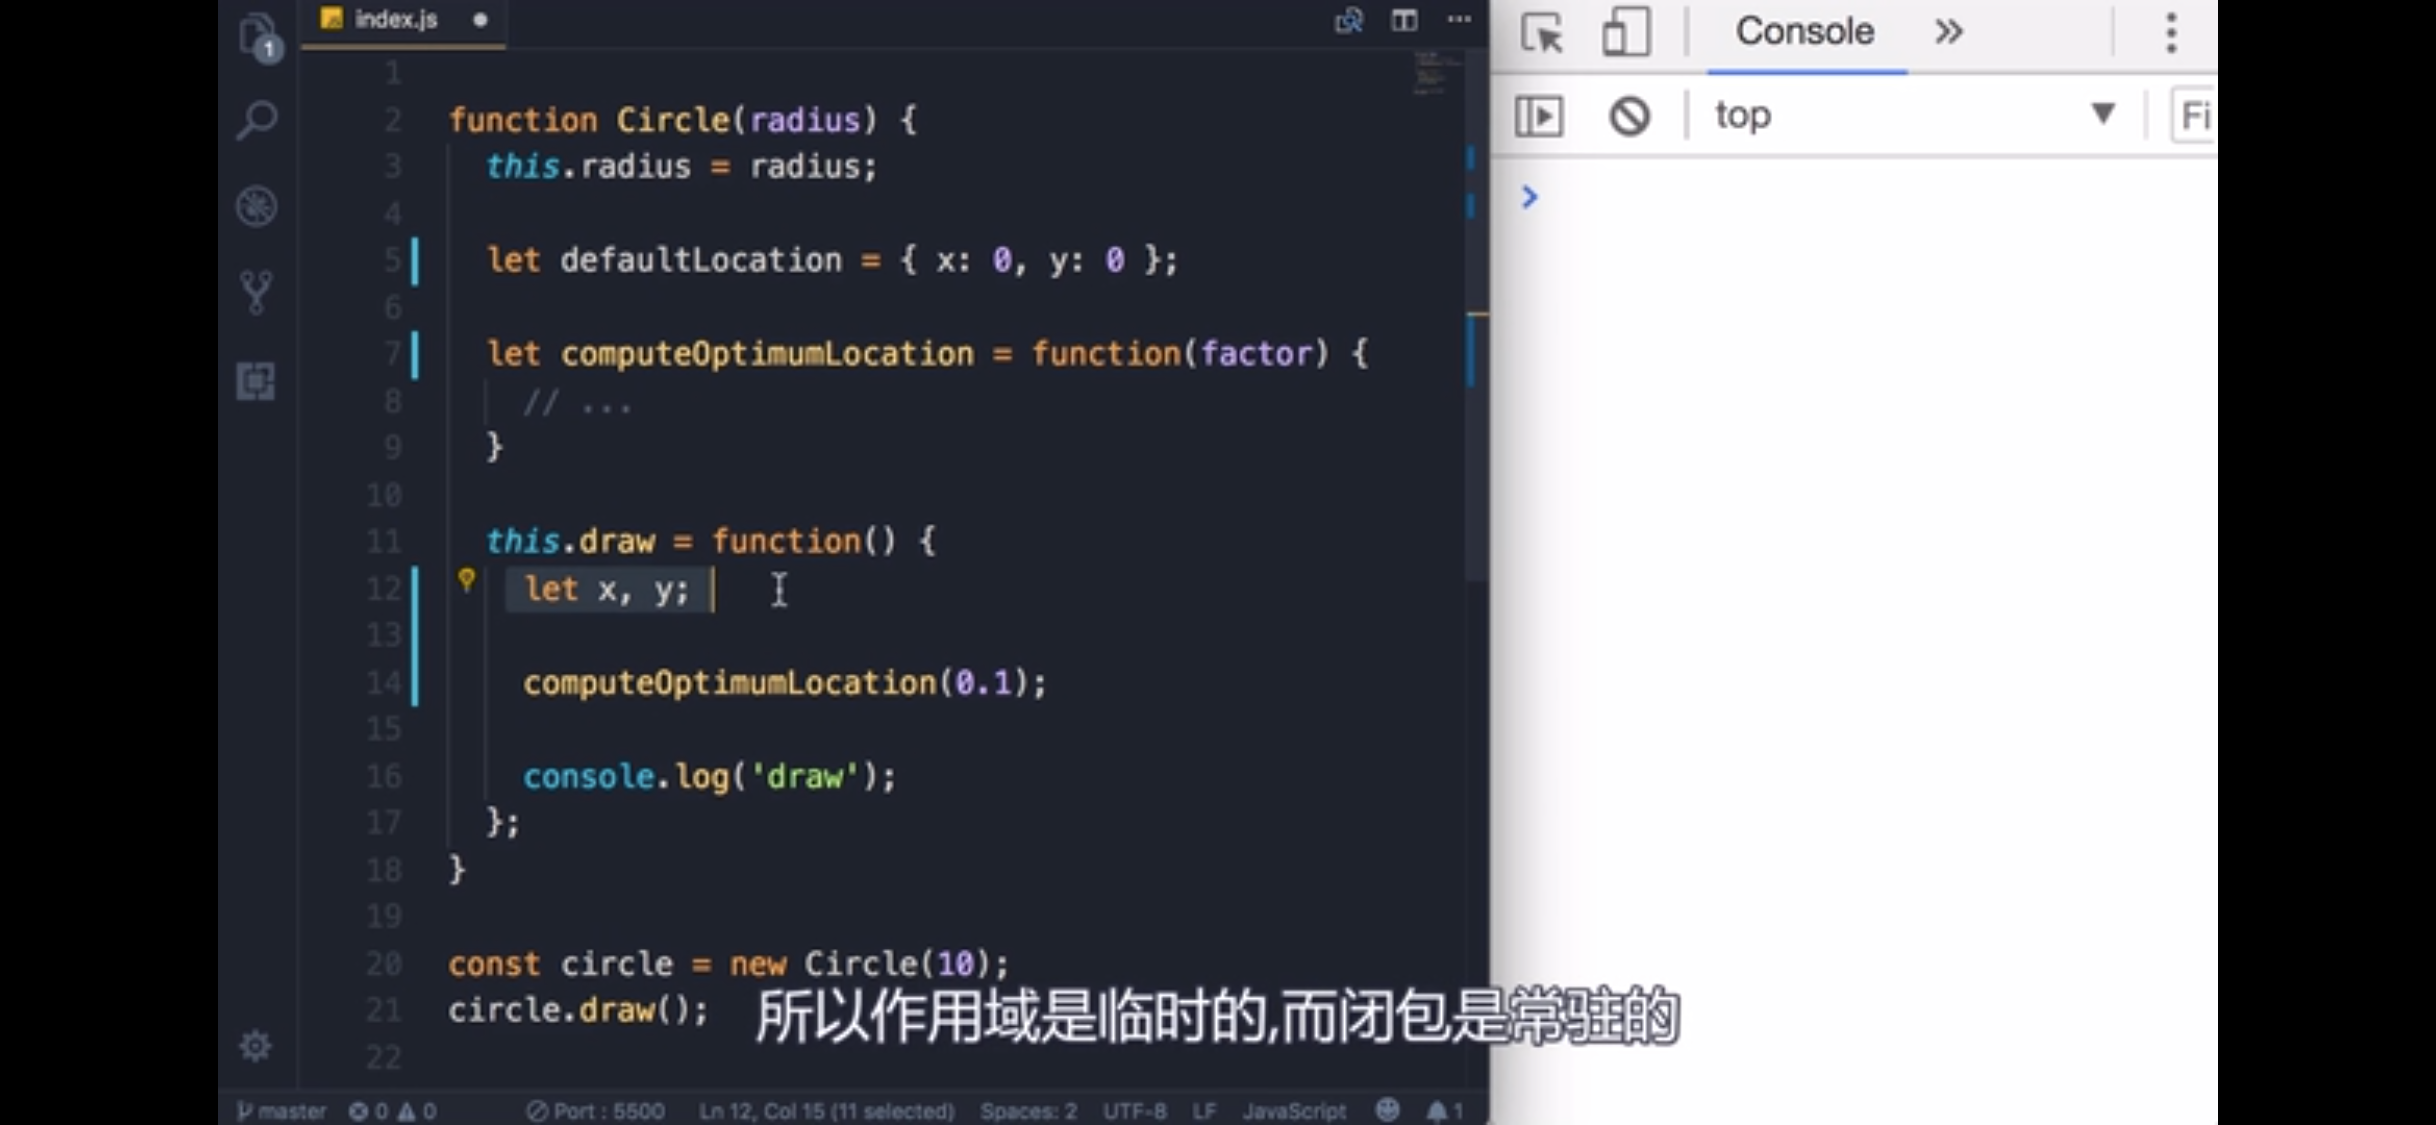 index.js
1
2 function Circle(radius) {
3 this.radius = radius;
4
5 let defaultLocation = { x: 0, y: 0 };
6
7 let computeOptimumLocation = function(factor) {
8 // ...
9 }
10
11 this.draw = function() {
12 let x, y;
13
14 computeOptimumLocation(0.1);
15
16 console.log('draw');
17 };
18 }
19
20 const circle = new Circle(10);
21 circle.draw();
22
所以作用域是临时的,而闭包是常驻的
master 0 0 Port : 5500 Ln 12, Col 15 (11 selected) Spaces: 2 UTF-8 LF JavaScript 1
1
Console
top
Fi